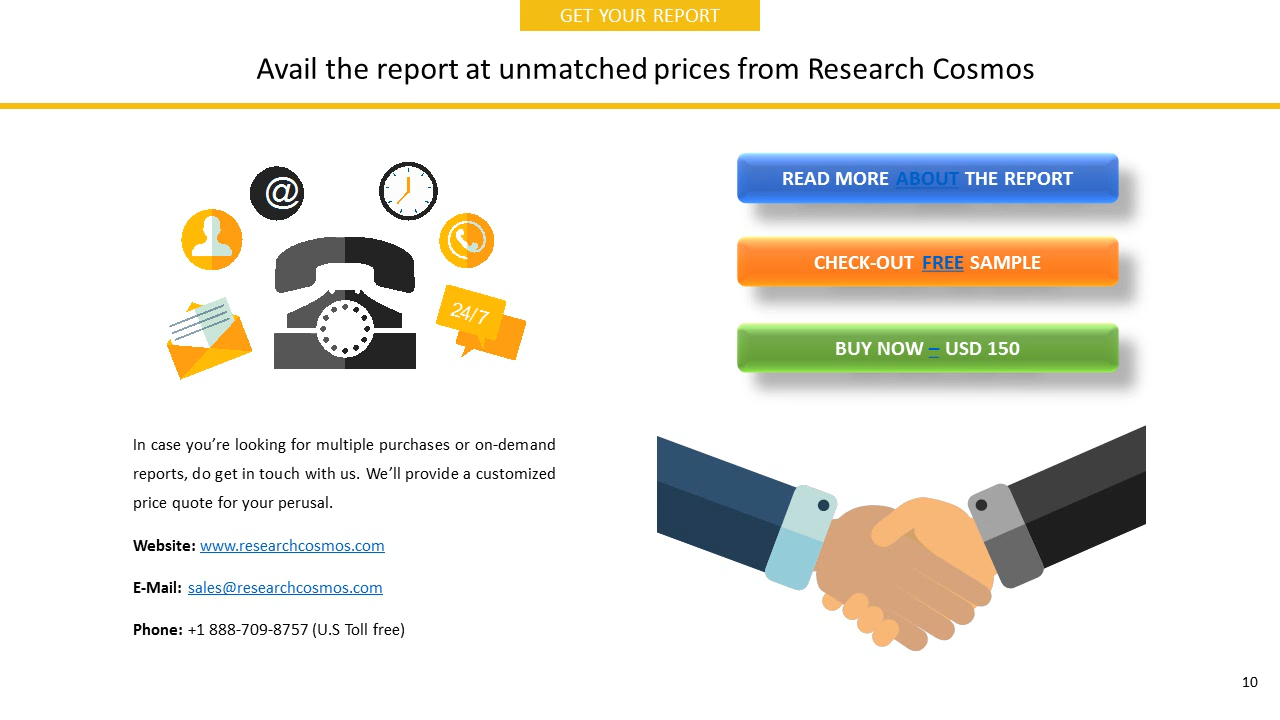 GET YOUR REPORT
Avail the report at unmatched prices from Research Cosmos
@
24/7
READ MORE ABOUT THE REPORT
CHECK-OUT FREE SAMPLE
BUY NOW – USD 150
In case you’re looking for multiple purchases or on-demand
reports, do get in touch with us. We’ll provide a customized
price quote for your perusal.
Website: www.researchcosmos.com
E-Mail: sales@researchcosmos.com
Phone: +1 888-709-8757 (U.S Toll free)
10